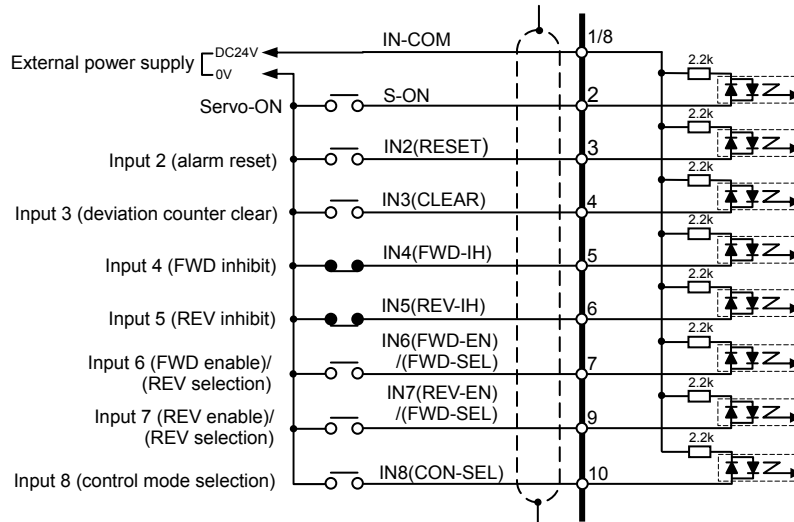 External power supply
DC24V
0V
IN-COM
1/8
2.2k
Servo-ON
S-ON
2
2.2k
Input 2 (alarm reset)
IN2(RESET)
3
2.2k
Input 3 (deviation counter clear)
IN3(CLEAR)
4
2.2k
Input 4 (FWD inhibit)
IN4(FWD-IH)
5
2.2k
Input 5 (REV inhibit)
IN5(REV-IH)
6
2.2k
Input 6 (FWD enable)/
(REV selection)
IN6(FWD-EN)
/(FWD-SEL)
7
2.2k
Input 7 (REV enable)/
(REV selection)
IN7(REV-EN)
/(FWD-SEL)
9
2.2k
Input 8 (control mode selection)
IN8(CON-SEL)
10